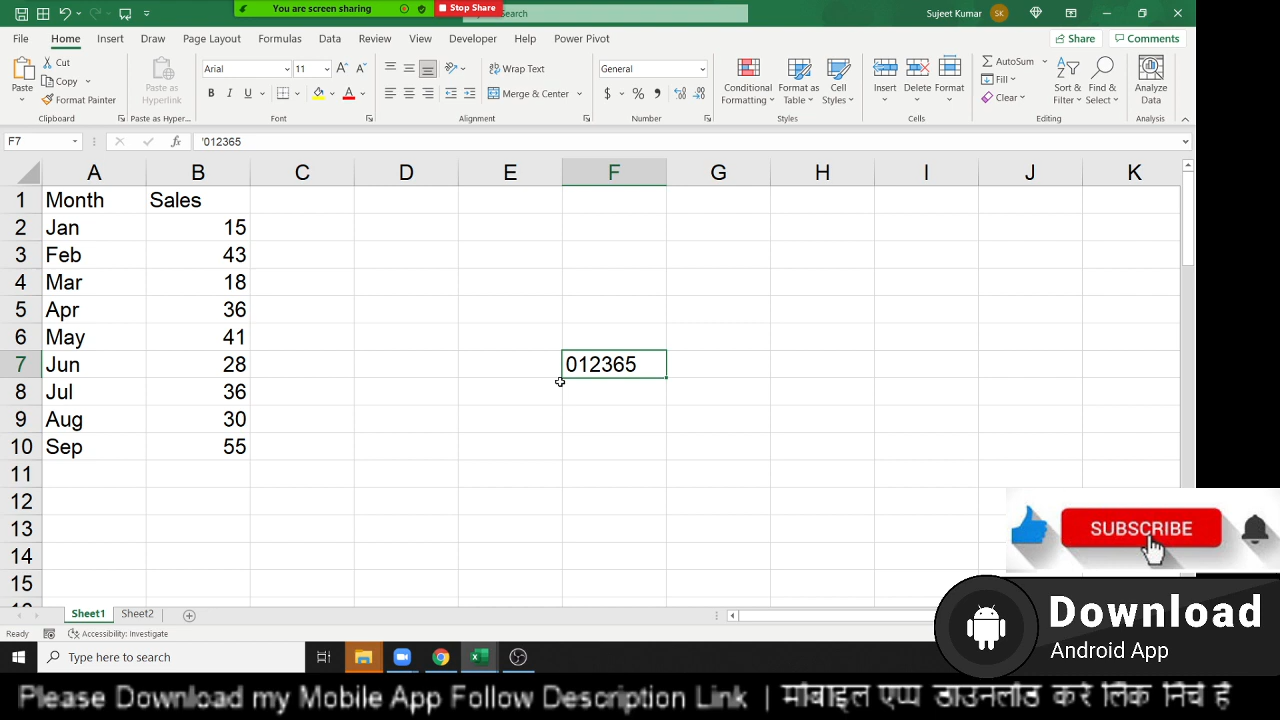 You are screen sharing
Stop Share
Search
Sujeet Kumar
SK
File Home Insert Draw Page Layout Formulas Data Review View Developer Help Power Pivot
Share Comments
Paste
Cut
Copy
Format Painter
Clipboard
Paste as Hyperlink
Paste as Hyper...
Arial 11
B I U
Font
Wrap Text
Merge & Center
Alignment
General
$ % ,
Number
Conditional Formatting
Format as Table
Cell Styles
Styles
Insert Delete Format
Cells
AutoSum
Fill
Clear
Sort & Filter
Find & Select
Editing
Analyze Data
Analysis
F7 fx '012365
A B C D E F G H I J K
1 Month Sales
2 Jan 15
3 Feb 43
4 Mar 18
5 Apr 36
6 May 41
7 Jun 28 012365
8 Jul 36
9 Aug 30
10 Sep 55
11
12
13
14
15
SUBSCRIBE
Download
Android App
Sheet1 Sheet2
Ready Accessibility: Investigate
Type here to search
Please Download my Mobile App Follow Description Link | मोबाइल एप्प डाउनलोड करे लिंक निचे है